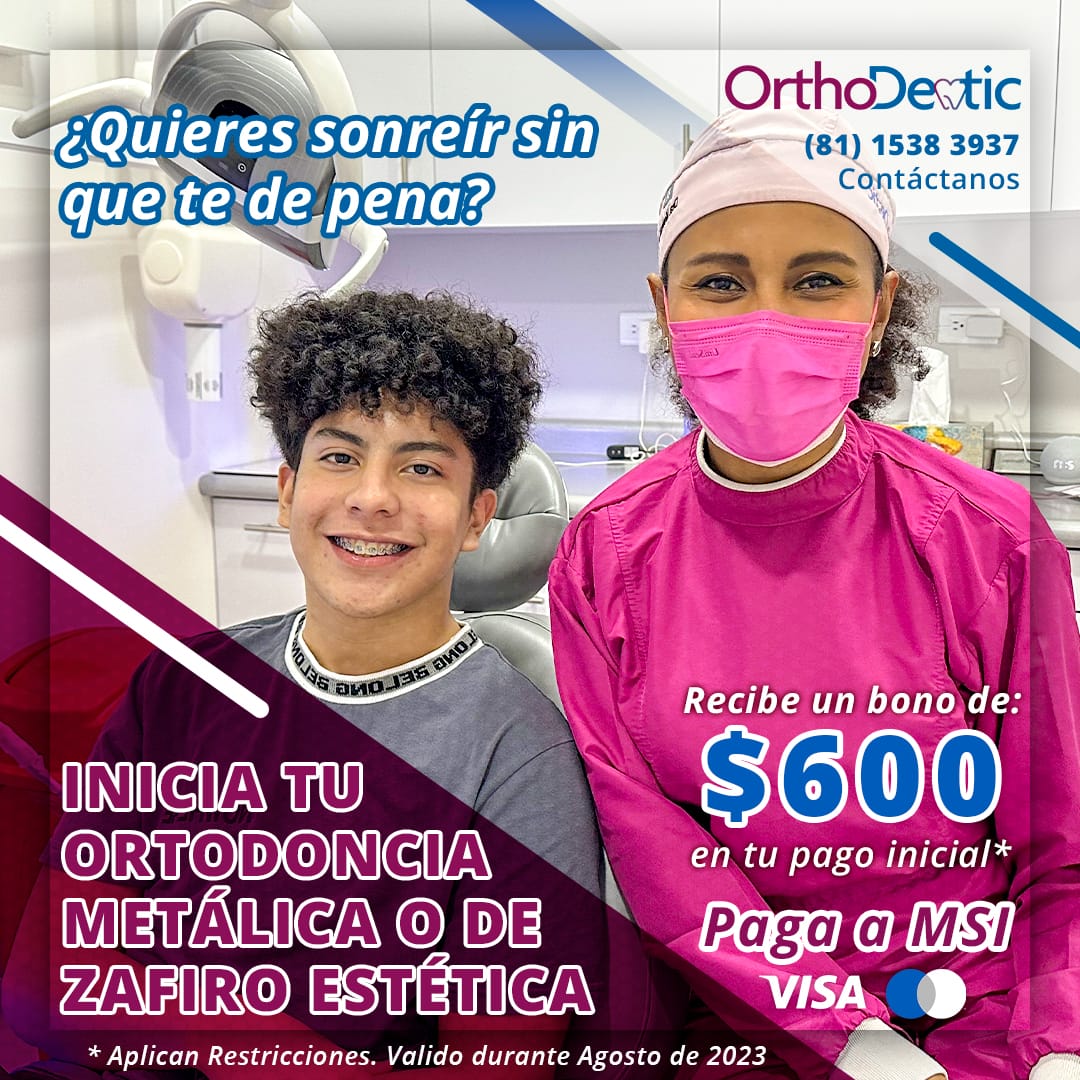 OrthoDentic
(81) 1538 3937
Contáctanos
¿Quieres sonreír sin
que te de pena?
BELONG BELONG
Recibe un bono de:
$600
en tu pago inicial*
Paga a MSI
VISA
INICIA TU
ORTODONCIA
METÁLICA O DE
ZAFIRO ESTÉTICA
* Aplican Restricciones. Valido durante Agosto de 2023